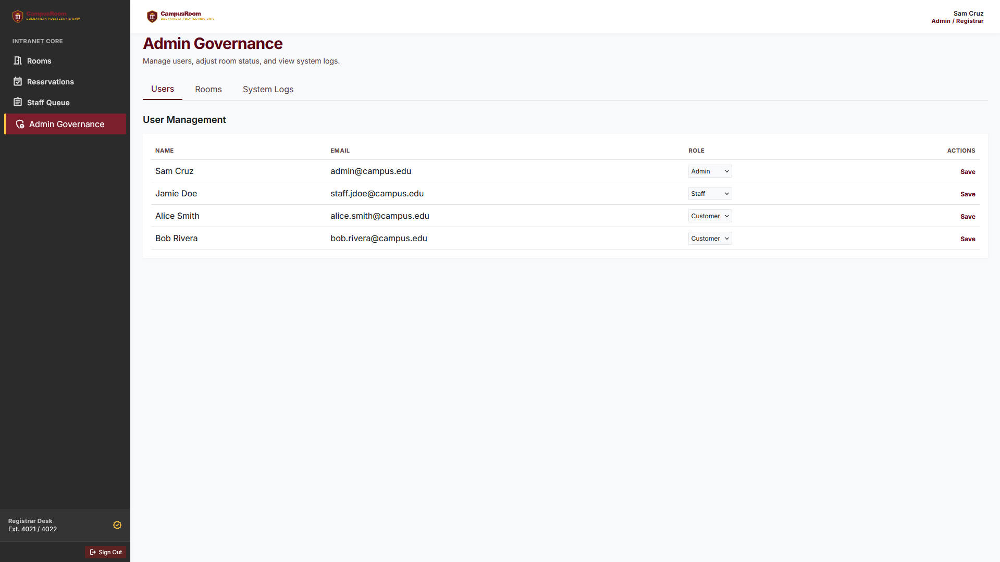 CampusRoom
BUENAVISTA POLYTECHNIC UNIV
INTRANET CORE
Rooms
Reservations
Staff Queue
Admin Governance
Registrar Desk
Ext. 4021 / 4022
Sign Out
CampusRoom
BUENAVISTA POLYTECHNIC UNIV
Sam Cruz
Admin / Registrar
Admin Governance
Manage users, adjust room status, and view system logs.
Users Rooms System Logs
User Management
NAME EMAIL ROLE ACTIONS
Sam Cruz admin@campus.edu Admin Save
Jamie Doe staff.jdoe@campus.edu Staff Save
Alice Smith alice.smith@campus.edu Customer Save
Bob Rivera bob.rivera@campus.edu Customer Save